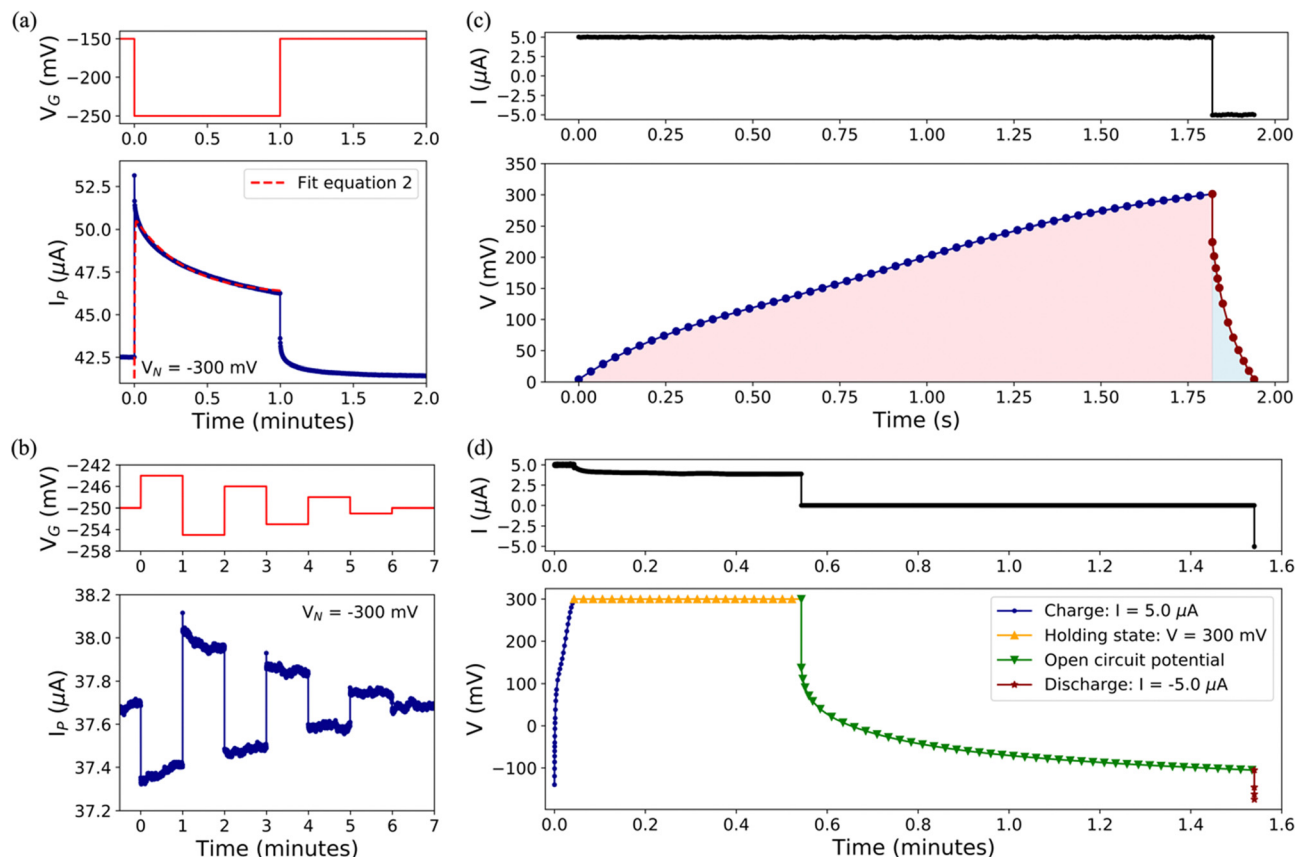 (a)
V_G (mV)
−150
−200
−250
0.0 0.5 1.0 1.5 2.0
I_P (μA)
52.5
50.0
47.5
45.0
42.5
Fit equation 2
V_N = -300 mV
0.0 0.5 1.0 1.5 2.0
Time (minutes)
(b)
V_G (mV)
−242
−246
−250
−254
−258
0 1 2 3 4 5 6 7
I_P (μA)
38.2
38.0
37.8
37.6
37.4
37.2
V_N = -300 mV
0 1 2 3 4 5 6 7
Time (minutes)
(c)
I (μA)
5.0
2.5
0.0
−2.5
−5.0
0.00 0.25 0.50 0.75 1.00 1.25 1.50 1.75 2.00
V (mV)
350
300
250
200
150
100
50
0
0.00 0.25 0.50 0.75 1.00 1.25 1.50 1.75 2.00
Time (s)
(d)
I (μA)
5.0
2.5
0.0
−2.5
−5.0
0.0 0.2 0.4 0.6 0.8 1.0 1.2 1.4 1.6
V (mV)
300
200
100
0
−100
Charge: I = 5.0 μA
Holding state: V = 300 mV
Open circuit potential
Discharge: I = -5.0 μA
0.0 0.2 0.4 0.6 0.8 1.0 1.2 1.4 1.6
Time (minutes)